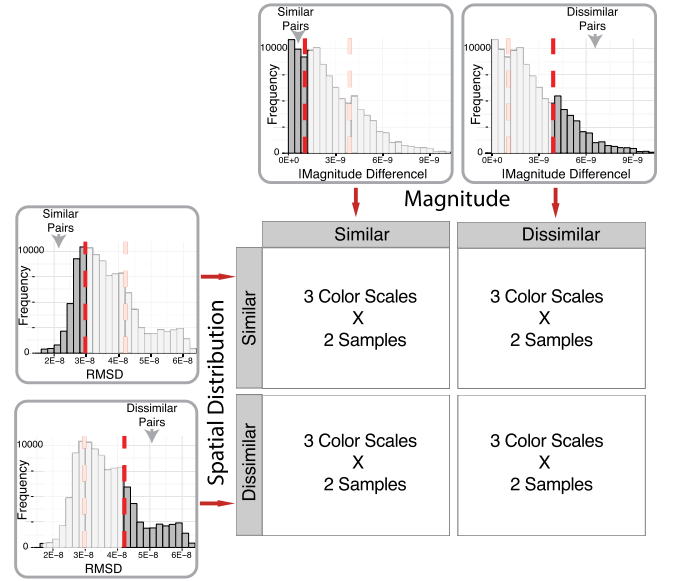 Similar
Pairs
10000
Frequency
0
0E+0 3E-9 6E-9 9E-9
|Magnitude Difference|
Dissimilar
Pairs
10000
Frequency
0
0E+0 3E-9 6E-9 9E-9
|Magnitude Difference|
Magnitude
Similar
Pairs
10000
Frequency
0
2E-8 3E-8 4E-8 5E-8 6E-8
RMSD
Dissimilar
Pairs
10000
Frequency
0
2E-8 3E-8 4E-8 5E-8 6E-8
RMSD
Spatial Distribution
Similar
Dissimilar
Similar
3 Color Scales
X
2 Samples
3 Color Scales
X
2 Samples
Dissimilar
3 Color Scales
X
2 Samples
3 Color Scales
X
2 Samples